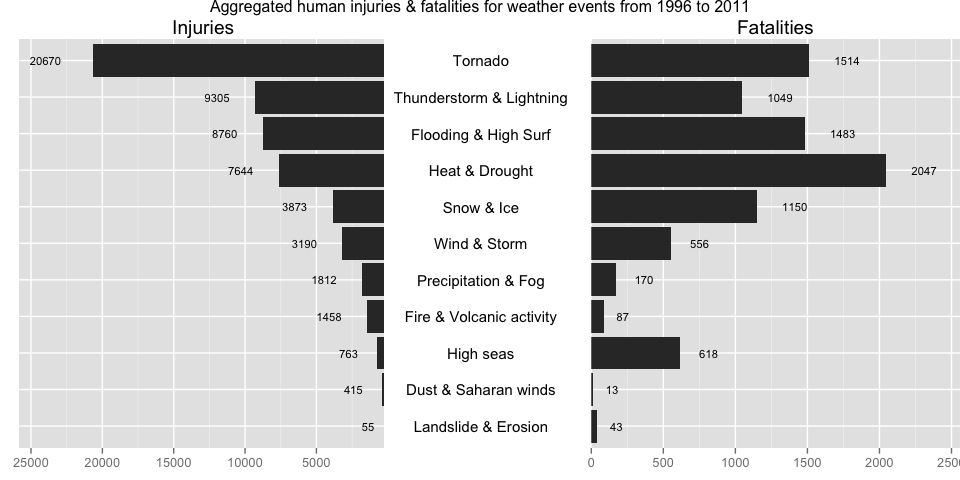 Aggregated human injuries & fatalities for weather events from 1996 to 2011
Injuries Fatalities
20670 Tornado 1514
9305 Thunderstorm & Lightning 1049
8760 Flooding & High Surf 1483
7644 Heat & Drought 2047
3873 Snow & Ice 1150
3190 Wind & Storm 556
1812 Precipitation & Fog 170
1458 Fire & Volcanic activity 87
763 High seas 618
415 Dust & Saharan winds 13
55 Landslide & Erosion 43
25000 20000 15000 10000 5000 0 500 1000 1500 2000